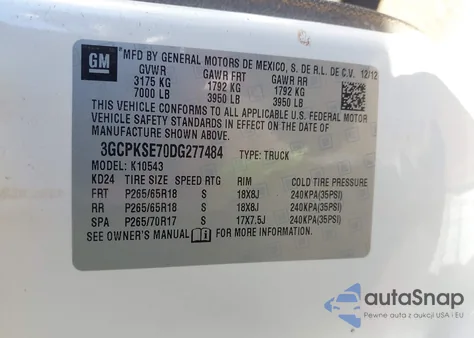 GM
MFD BY GENERAL MOTORS DE MEXICO, S. DE R.L. DE C.V. 12/12
GVWR GAWR FRT GAWR RR
3175 KG 1792 KG 1792 KG
7000 LB 3950 LB 3950 LB
THIS VEHICLE CONFORMS TO ALL APPLICABLE U.S. FEDERAL MOTOR
VEHICLE SAFETY STANDARDS IN EFFECT ON THE DATE OF
MANUFACTURE SHOWN ABOVE.
3GCPKSE70DG277484 TYPE: TRUCK
MODEL: K10543
KD24 TIRE SIZE SPEED RTG RIM COLD TIRE PRESSURE
FRT P265/65R18 S 18X8J 240KPA(35PSI)
RR P265/65R18 S 18X8J 240KPA(35PSI)
SPA P265/70R17 S 17X7.5J 240KPA(35PSI)
SEE OWNER'S MANUAL FOR MORE INFORMATION.
autoSnap
Pewne auta z aukcji USA i EU